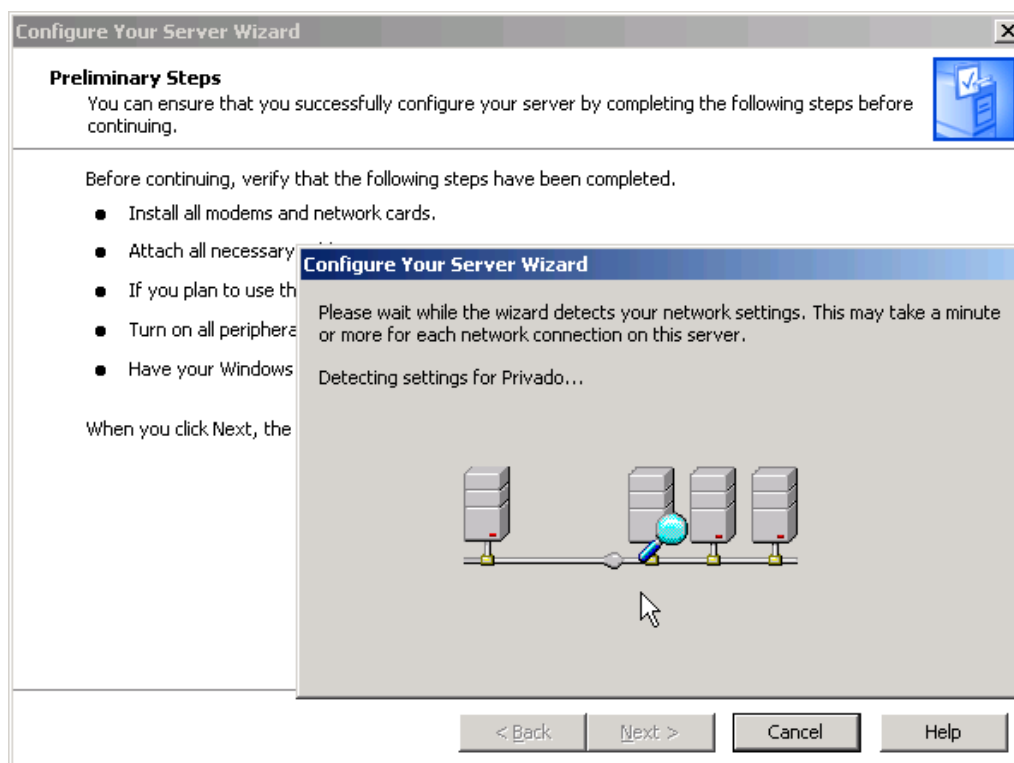 Configure Your Server Wizard
Preliminary Steps
You can ensure that you successfully configure your server by completing the following steps before
continuing.
Before continuing, verify that the following steps have been completed.
Install all modems and network cards.
Attach all necessary
If you plan to use th
Turn on all periphera
Have your Windows
When you click Next, the
Configure Your Server Wizard
Please wait while the wizard detects your network settings. This may take a minute
or more for each network connection on this server.
Detecting settings for Privado...
< Back
Next >
Cancel
Help